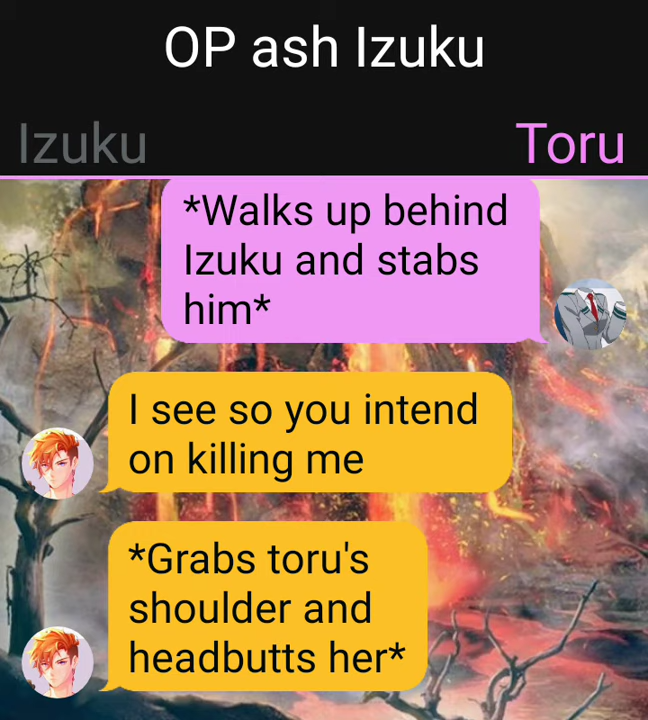 OP ash Izuku
Izuku
Toru
*Walks up behind
Izuku and stabs
him*
I see so you intend
on killing me
*Grabs toru's
shoulder and
headbutts her*